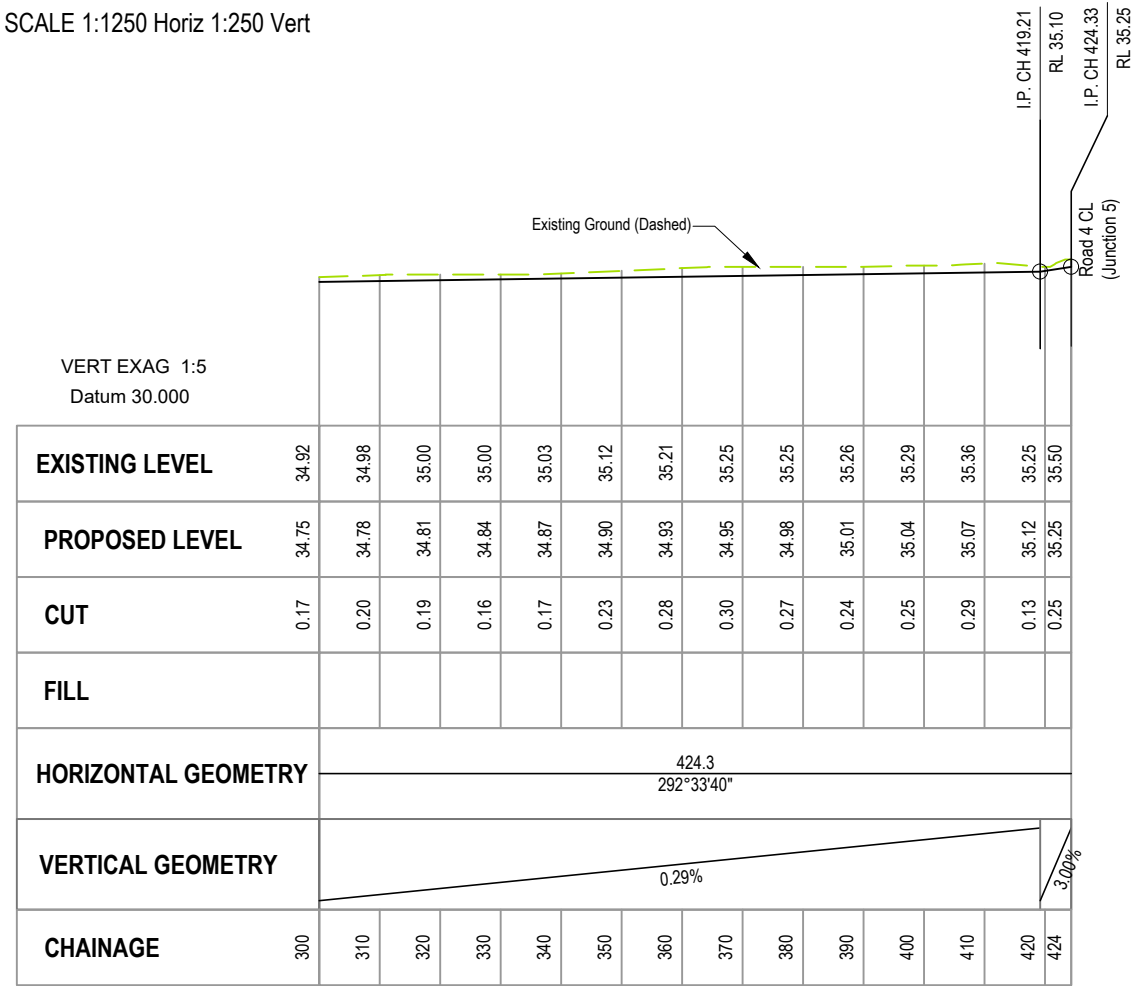 SCALE 1:1250 Horiz 1:250 Vert
I.P. CH 419.21
RL 35.10
I.P. CH 424.33
RL 35.25
Existing Ground (Dashed)
Road 4 CL
(Junction 5)
VERT EXAG 1:5
Datum 30.000
EXISTING LEVEL 34.92 34.98 35.00 35.00 35.03 35.12 35.21 35.25 35.25 35.26 35.29 35.36 35.25 35.50
PROPOSED LEVEL 34.75 34.78 34.81 34.84 34.87 34.90 34.93 34.95 34.98 35.01 35.04 35.07 35.12 35.25
CUT 0.17 0.20 0.19 0.16 0.17 0.23 0.28 0.30 0.27 0.24 0.25 0.29 0.13 0.25
FILL
HORIZONTAL GEOMETRY
424.3
292°33'40"
VERTICAL GEOMETRY
0.29%
3.00%
CHAINAGE 300 310 320 330 340 350 360 370 380 390 400 410 420 424